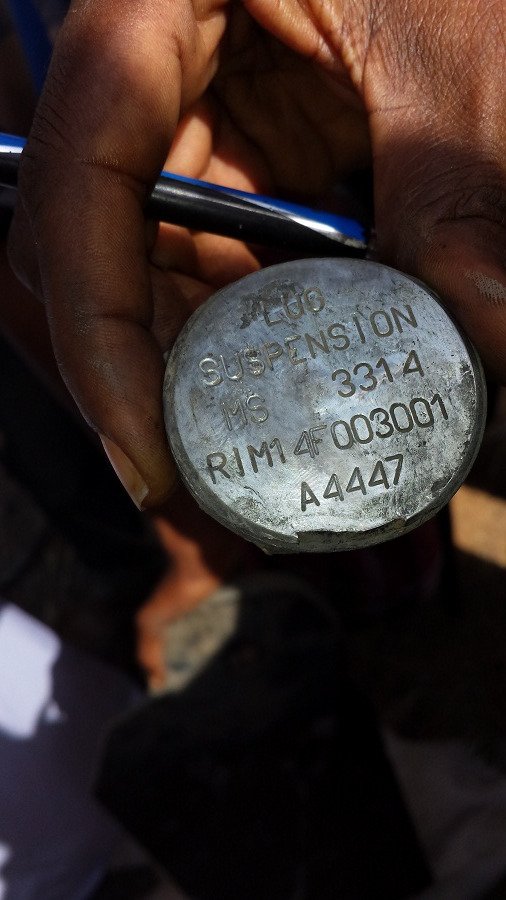 LUG
SUSPENSION
MS 3314
RIM14F003001
A4447